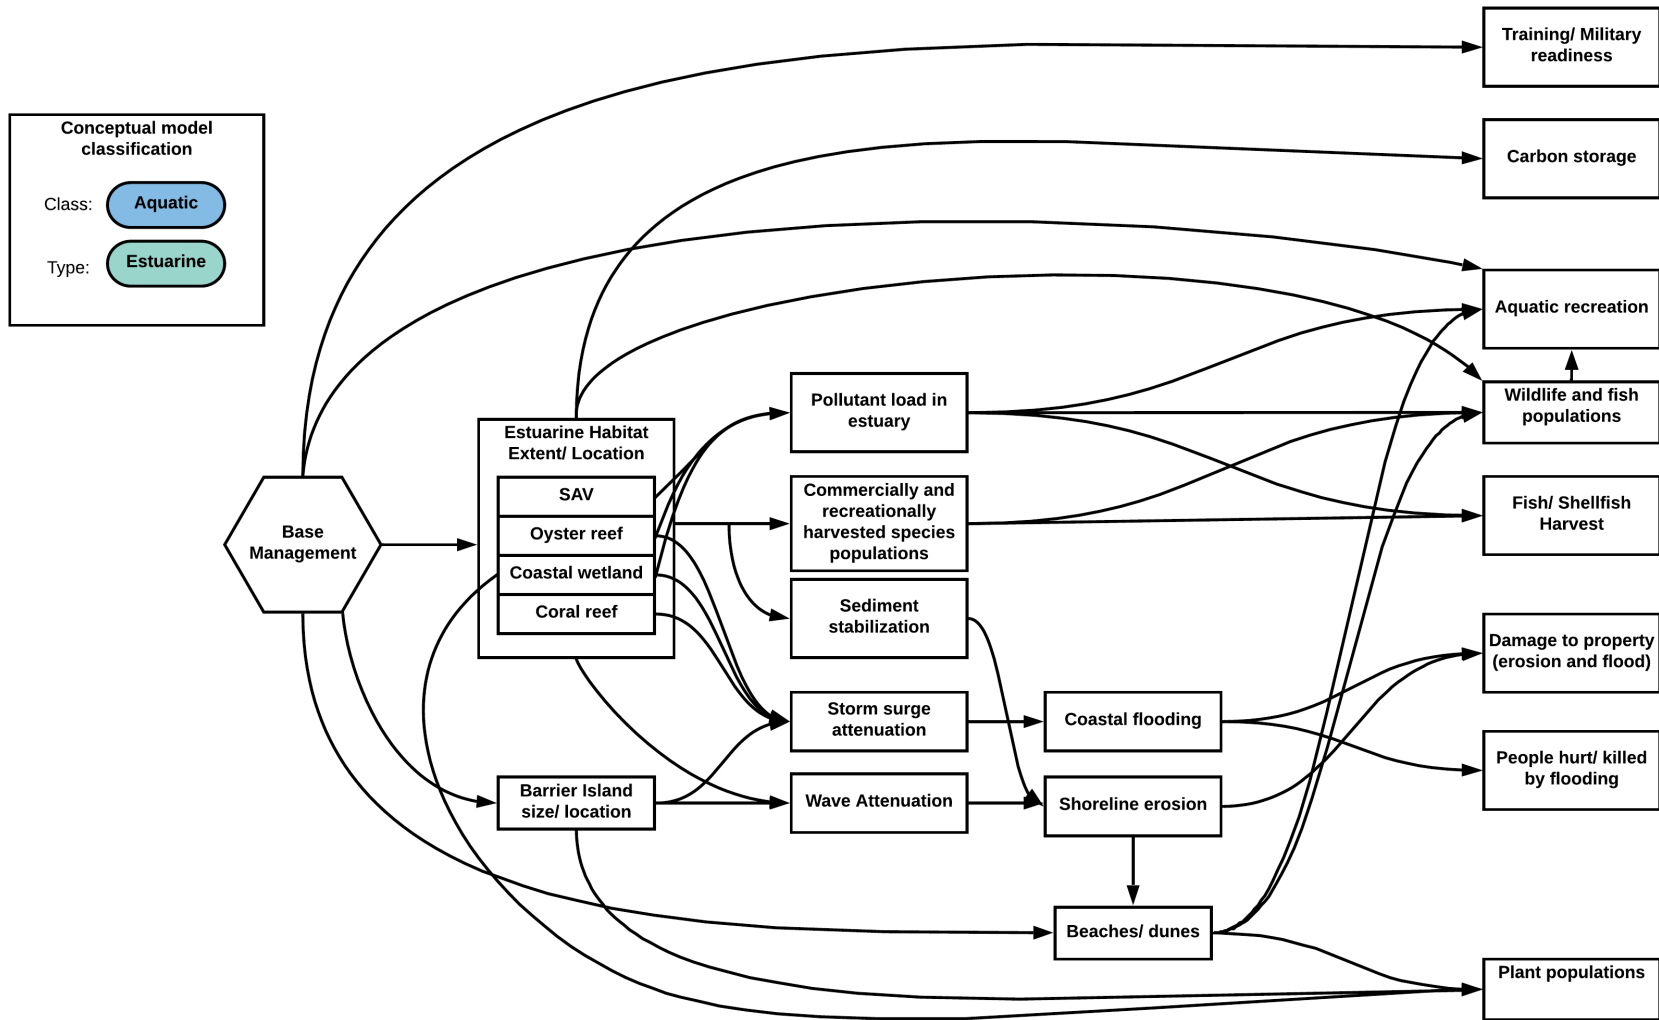 Training/ Military
readiness
Conceptual model
classification
Class:
Aquatic
Type:
Estuarine
Carbon storage
Aquatic recreation
Wildlife and fish
populations
Pollutant load in
estuary
Estuarine Habitat
Extent/ Location
SAV
Oyster reef
Coastal wetland
Coral reef
Base
Management
Commercially and
recreationally
harvested species
populations
Fish/ Shellfish
Harvest
Sediment
stabilization
Damage to property
(erosion and flood)
Storm surge
attenuation
Coastal flooding
People hurt/ killed
by flooding
Barrier Island
size/ location
Wave Attenuation
Shoreline erosion
Beaches/ dunes
Plant populations